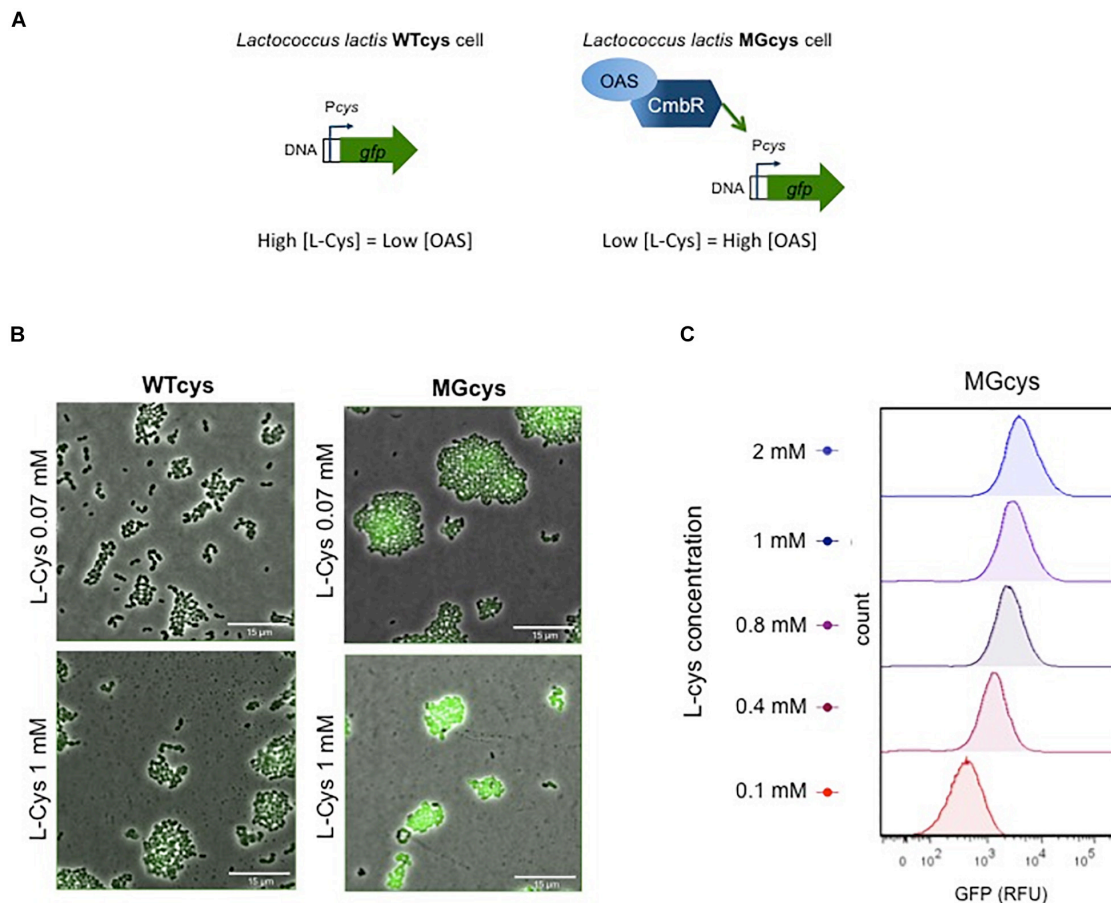 A
Lactococcus lactis WTcys cell
Pcys
DNA
gfp
High [L-Cys] = Low [OAS]
Lactococcus lactis MGcys cell
OAS
CmbR
Pcys
DNA
gfp
Low [L-Cys] = High [OAS]
B
WTcys
MGcys
L-Cys 0.07 mM
15 µm
L-Cys 0.07 mM
15 µm
L-Cys 1 mM
15 µm
L-Cys 1 mM
15 µm
C
MGcys
L-cys concentration
2 mM
1 mM
0.8 mM
0.4 mM
0.1 mM
count
0 10² 10³ 10⁴ 10⁵
GFP (RFU)